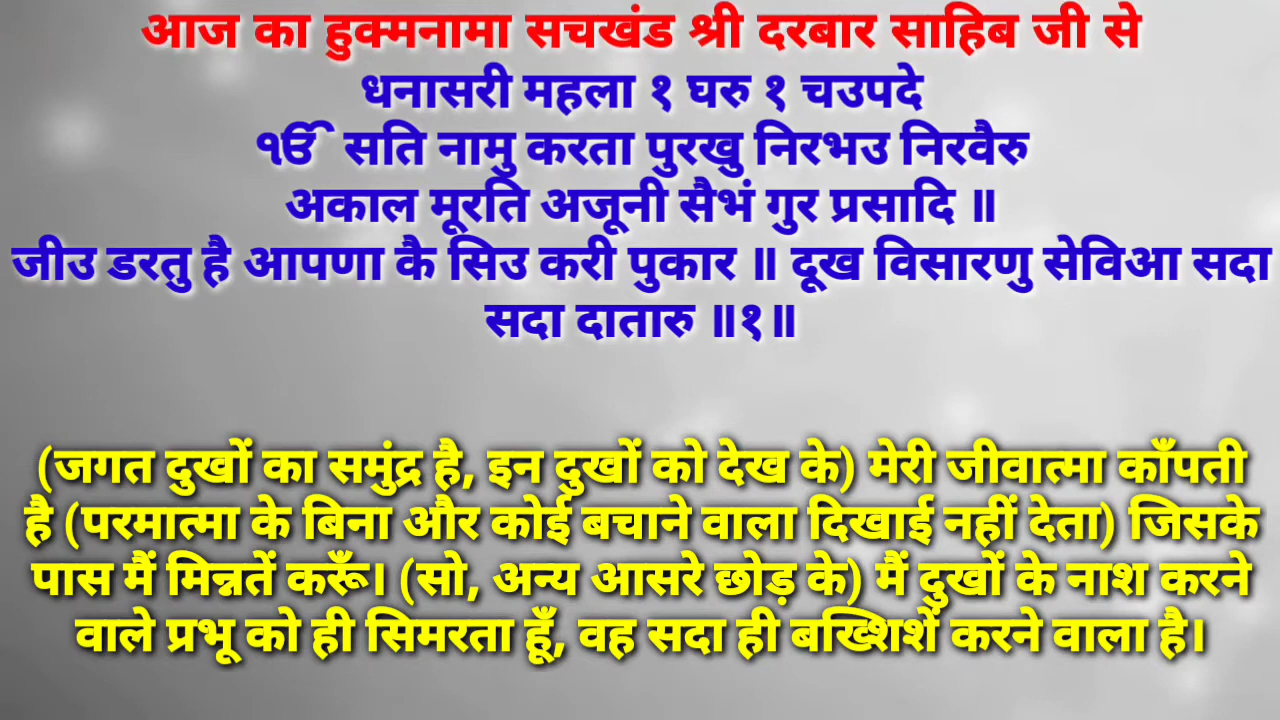 आज का हुक्मनामा सचखंड श्री दरबार साहिब जी से
धनासरी महला १ घरु १ चउपदे
ੴ सति नामु करता पुरखु निरभउ निरवैरु
अकाल मूरति अजूनी सैभं गुर प्रसादि ॥
जीउ डरतु है आपणा कै सिउ करी पुकार ॥ दूख विसारणु सेविआ सदा
सदा दातारु ॥१॥
(जगत दुखों का समुंद्र है, इन दुखों को देख के) मेरी जीवात्मा काँपती
है (परमात्मा के बिना और कोई बचाने वाला दिखाई नहीं देता) जिसके
पास मैं मिन्नतें करूँ। (सो, अन्य आसरे छोड़ के) मैं दुखों के नाश करने
वाले प्रभू को ही सिमरता हूँ, वह सदा ही बख्शिशें करने वाला है।